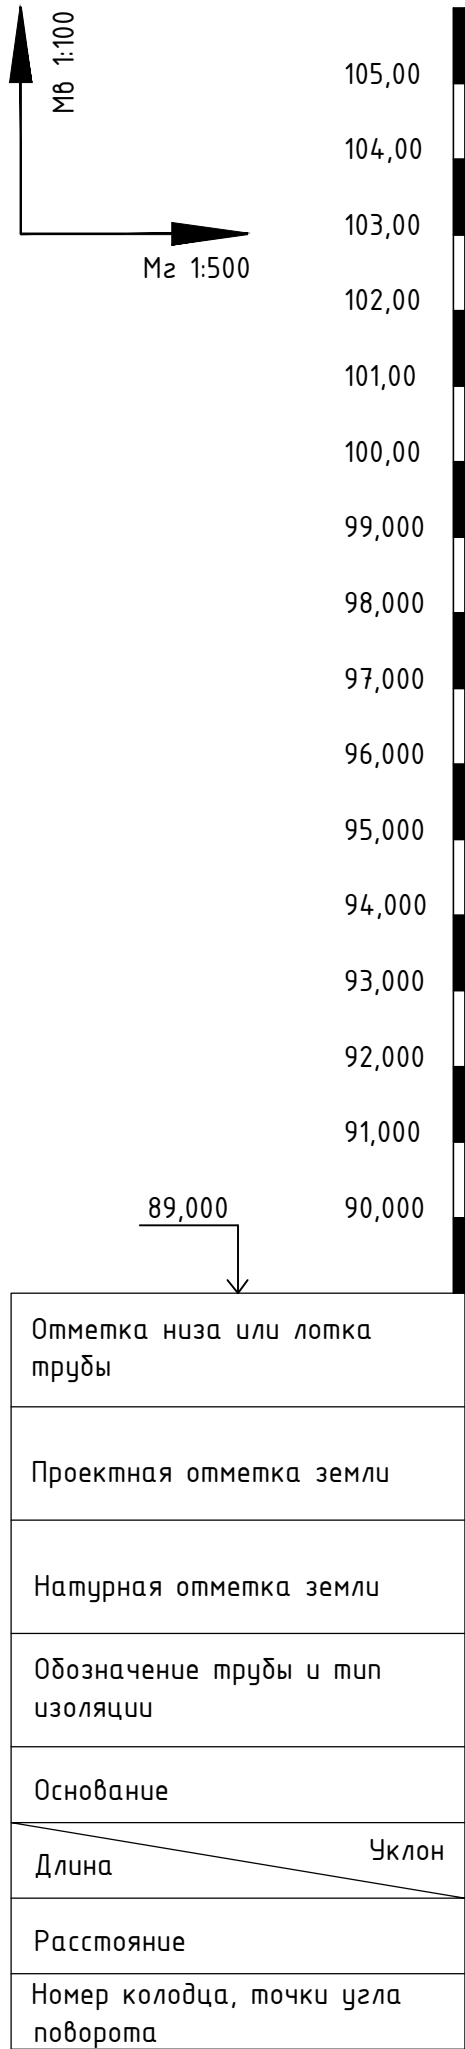 Мв 1:100
Мг 1:500
105,00
104,00
103,00
102,00
101,00
100,00
99,000
98,000
97,000
96,000
95,000
94,000
93,000
92,000
91,000
90,000
89,000
Отметка низа или лотка
трубы
Проектная отметка земли
Натурная отметка земли
Обозначение трубы и тип
изоляции
Основание
Уклон
Длина
Расстояние
Номер колодца, точки угла
поворота